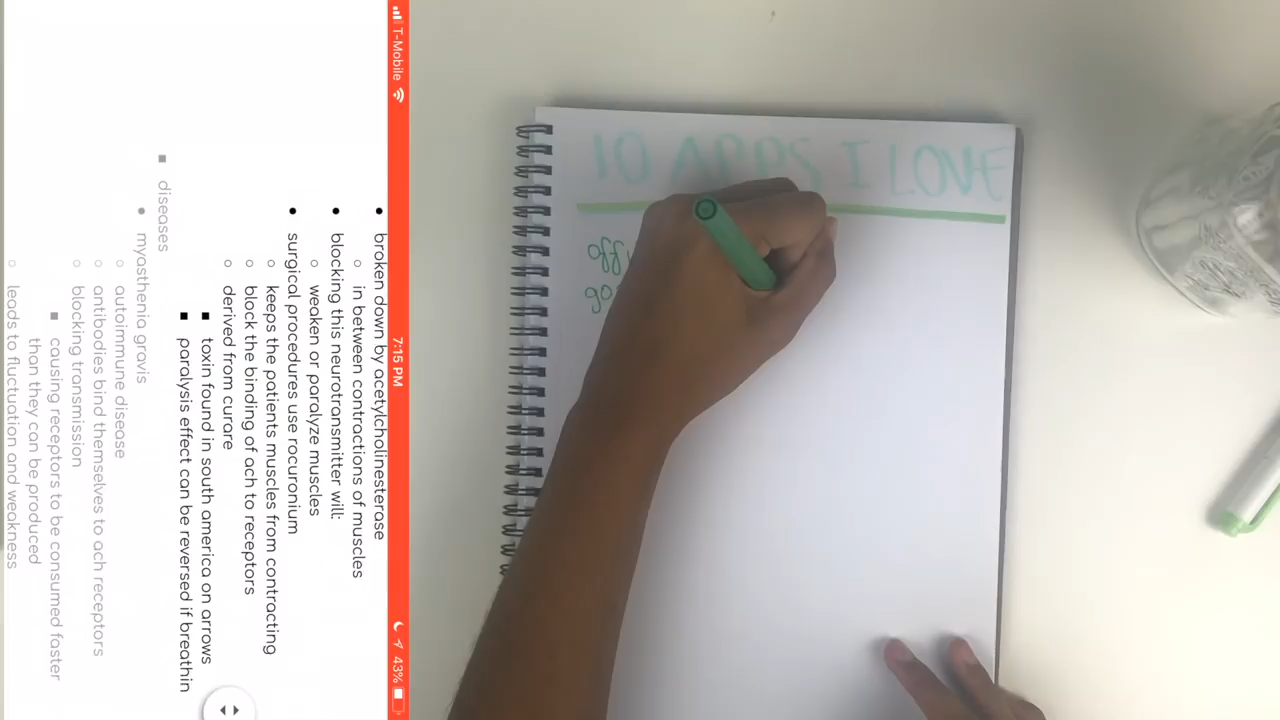 T-Mobile 7:15 PM 43%
broken down by acetylcholinesterase
in between contractions of muscles
blocking this neurotransmitter will:
weaken or paralyze muscles
surgical procedures use rocuronium
keeps the patients muscles from contracting
block the binding of ach to receptors
derived from curare
toxin found in south america on arrows
paralysis effect can be reversed if breathin
diseases
myasthenia gravis
autoimmune disease
antibodies bind themselves to ach receptors
blocking transmission
causing receptors to be consumed faster
than they can be produced
leads to fluctuation and weakness
10 APPS I LOVE